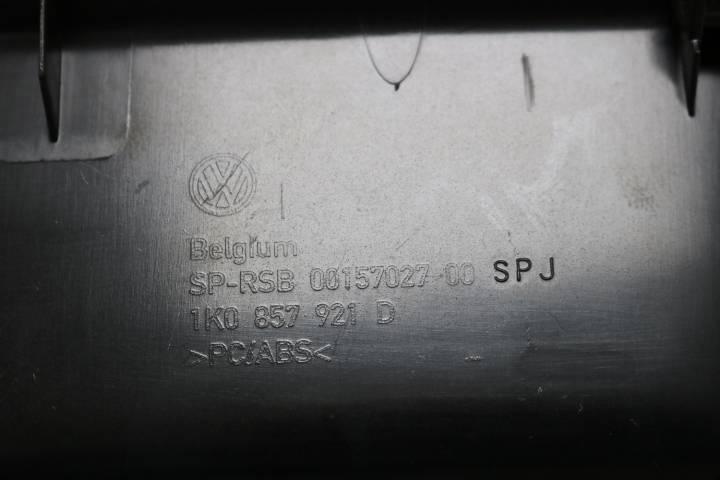 Belgium
SP-RSB 00157027-00 SPJ
1K0 857 921 D
>PC/ABS<